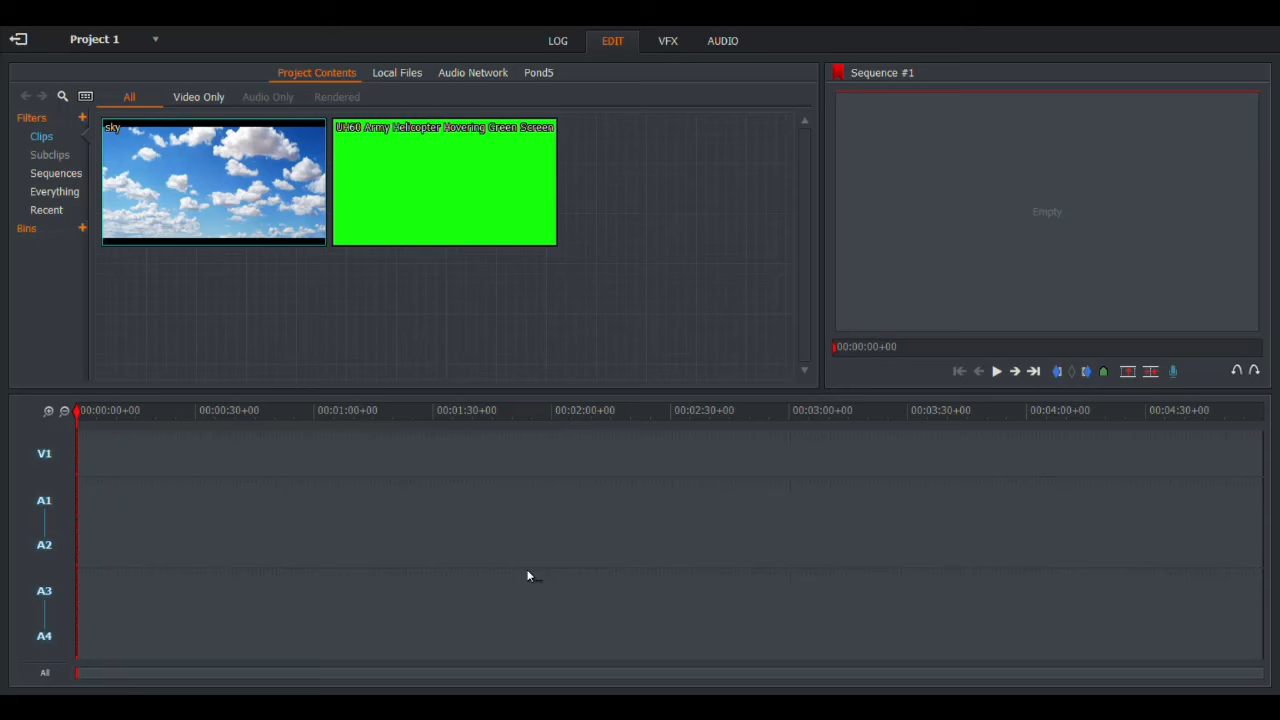 Project 1
LOG EDIT VFX AUDIO
Project Contents Local Files Audio Network Pond5
Sequence #1
All Video Only Audio Only Rendered
Filters +
Clips
Subclips
Sequences
Everything
Recent
Bins +
sky
UH60 Army Helicopter Hovering Green Screen
Empty
00:00:00+00
00:00:00+00 00:00:30+00 00:01:00+00 00:01:30+00 00:02:00+00 00:02:30+00 00:03:00+00 00:03:30+00 00:04:00+00 00:04:30+00
V1
A1
A2
A3
A4
All